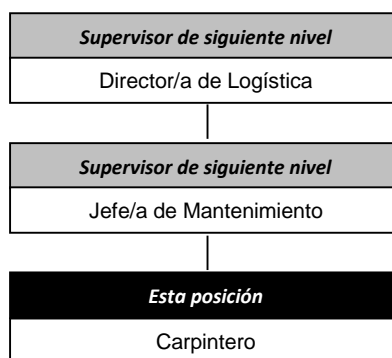 Supervisor de siguiente nivel
Director/a de Logística
Supervisor de siguiente nivel
Jefe/a de Mantenimiento
Esta posición
Carpintero